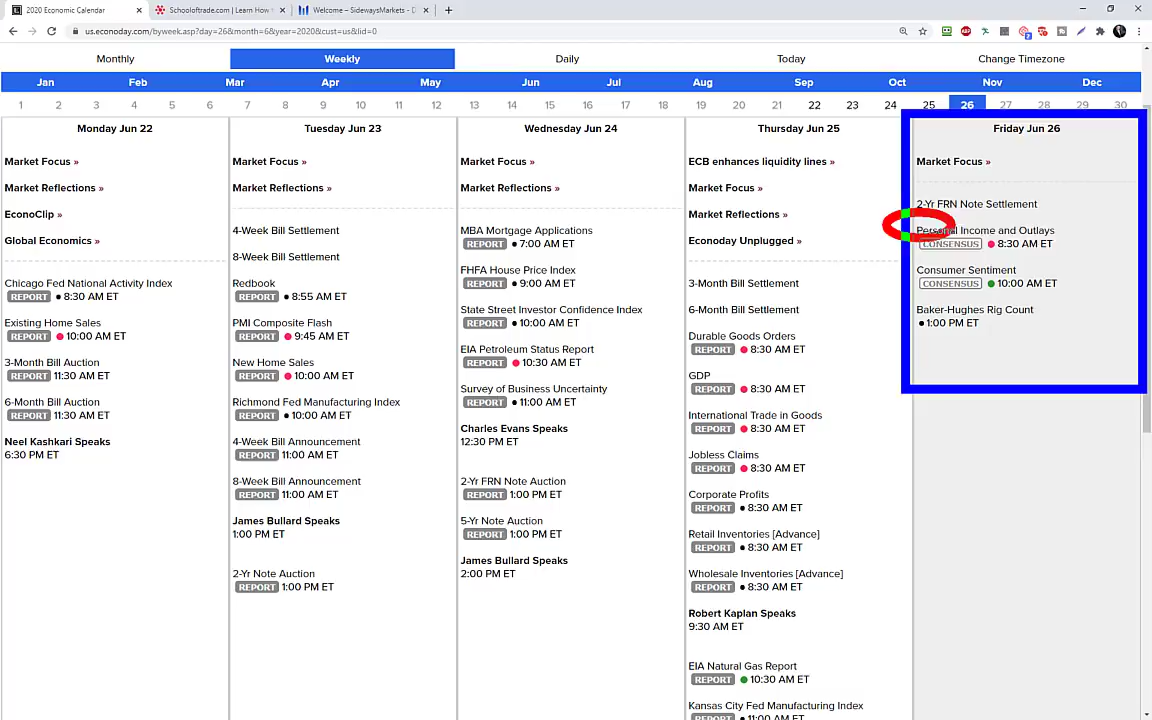 2020 Economic Calendar
Schooloftrade.com | Learn How
Welcome – SidewaysMarkets - D
us.econoday.com/byweek.asp?day=26&month=6&year=2020&cust=us&lid=0
Monthly Weekly Daily Today Change Timezone
Jan Feb Mar Apr May Jun Jul Aug Sep Oct Nov Dec
1 2 3 4 5 6 7 8 9 10 11 12 13 14 15 16 17 18 19 20 21 22 23 24 25 26 27 28 29 30
Monday Jun 22
Market Focus »
Market Reflections »
EconoClip »
Global Economics »
Chicago Fed National Activity Index
REPORT 8:30 AM ET
Existing Home Sales
REPORT 10:00 AM ET
3-Month Bill Auction
REPORT 11:30 AM ET
6-Month Bill Auction
REPORT 11:30 AM ET
Neel Kashkari Speaks
6:30 PM ET
Tuesday Jun 23
Market Focus »
Market Reflections »
4-Week Bill Settlement
8-Week Bill Settlement
Redbook
REPORT 8:55 AM ET
PMI Composite Flash
REPORT 9:45 AM ET
New Home Sales
REPORT 10:00 AM ET
Richmond Fed Manufacturing Index
REPORT 10:00 AM ET
4-Week Bill Announcement
REPORT 11:00 AM ET
8-Week Bill Announcement
REPORT 11:00 AM ET
James Bullard Speaks
1:00 PM ET
2-Yr Note Auction
REPORT 1:00 PM ET
Wednesday Jun 24
Market Focus »
Market Reflections »
MBA Mortgage Applications
REPORT 7:00 AM ET
FHFA House Price Index
REPORT 9:00 AM ET
State Street Investor Confidence Index
REPORT 10:00 AM ET
EIA Petroleum Status Report
REPORT 10:30 AM ET
Survey of Business Uncertainty
REPORT 11:00 AM ET
Charles Evans Speaks
12:30 PM ET
2-Yr FRN Note Auction
REPORT 1:00 PM ET
5-Yr Note Auction
REPORT 1:00 PM ET
James Bullard Speaks
2:00 PM ET
Thursday Jun 25
ECB enhances liquidity lines »
Market Focus »
Market Reflections »
Econoday Unplugged »
3-Month Bill Settlement
6-Month Bill Settlement
Durable Goods Orders
REPORT 8:30 AM ET
GDP
REPORT 8:30 AM ET
International Trade in Goods
REPORT 8:30 AM ET
Jobless Claims
REPORT 8:30 AM ET
Corporate Profits
REPORT 8:30 AM ET
Retail Inventories [Advance]
REPORT 8:30 AM ET
Wholesale Inventories [Advance]
REPORT 8:30 AM ET
Robert Kaplan Speaks
9:30 AM ET
EIA Natural Gas Report
REPORT 10:30 AM ET
Kansas City Fed Manufacturing Index
REPORT 11:00 AM ET
Friday Jun 26
Market Focus »
2-Yr FRN Note Settlement
Personal Income and Outlays
CONSENSUS 8:30 AM ET
Consumer Sentiment
CONSENSUS 10:00 AM ET
Baker-Hughes Rig Count
1:00 PM ET